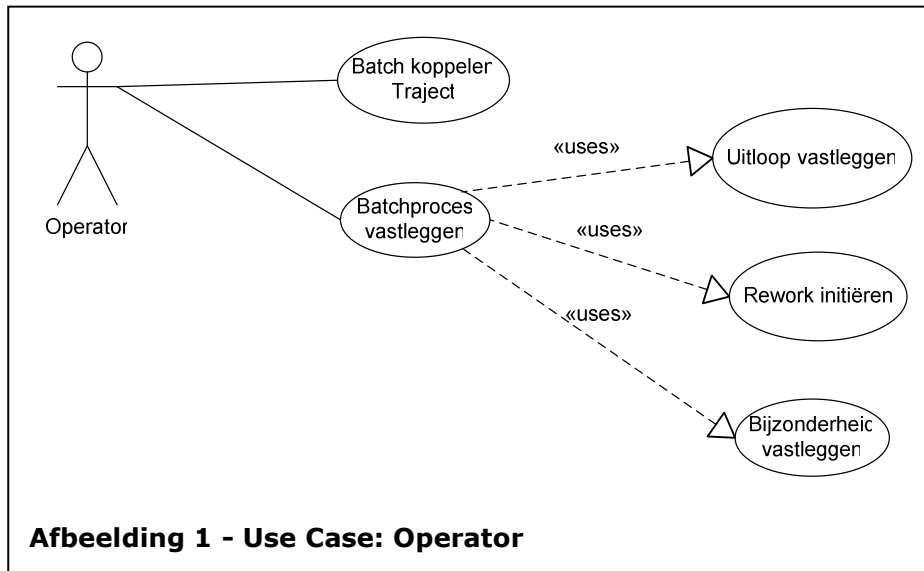 Batch koppelen
Traject
«uses»
Uitloop vastleggen
Operator
Batchproces
vastleggen
«uses»
Rework initiëren
«uses»
Bijzonderheid
vastleggen
Afbeelding 1 - Use Case: Operator